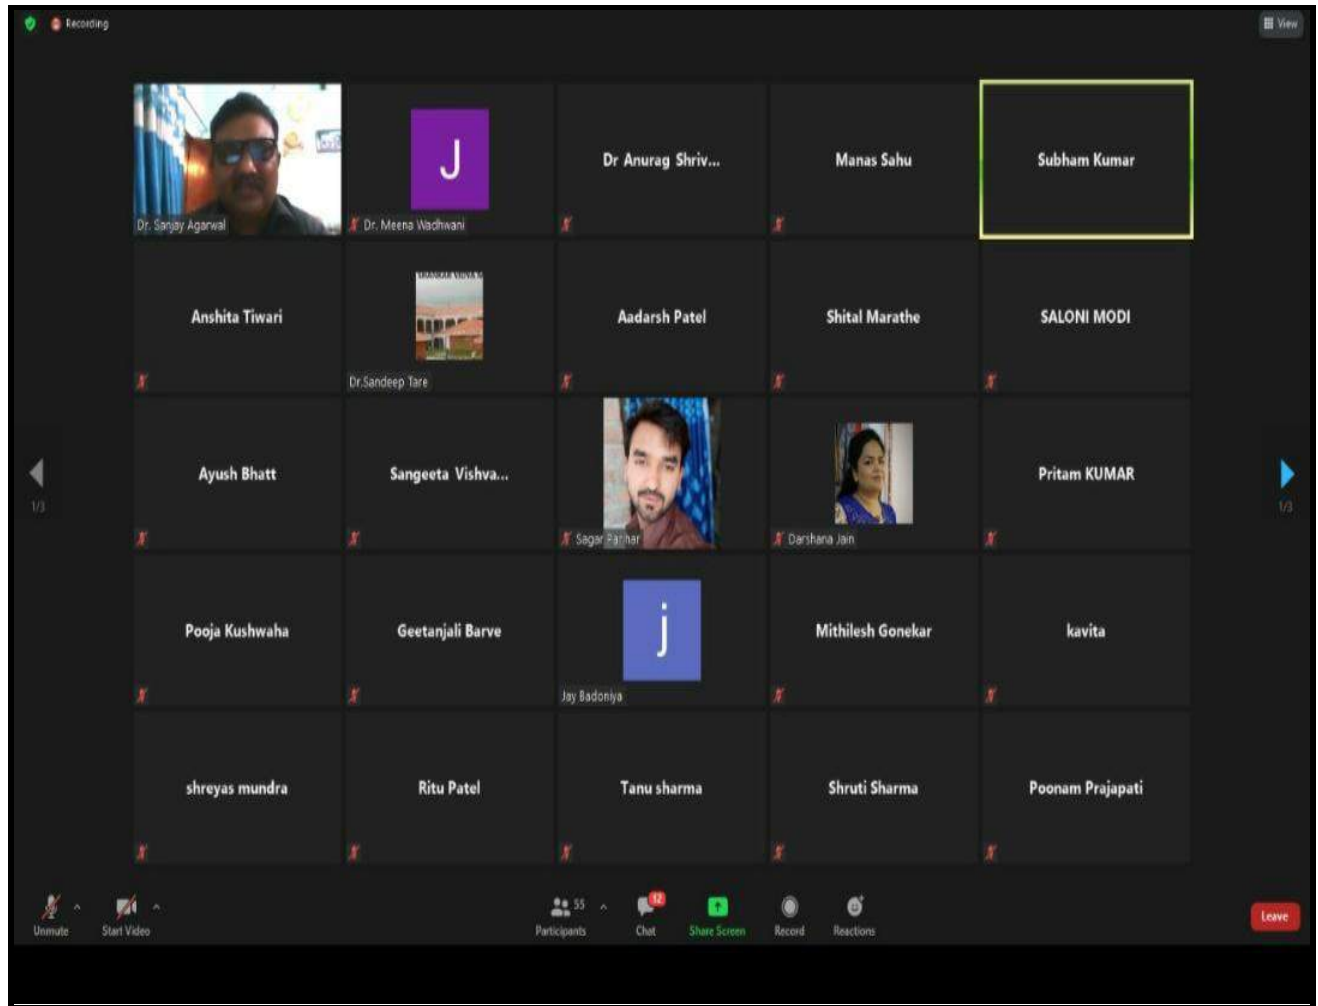 Recording
View
Dr. Sanjay Agarwal
J
Dr. Meena Wadhwani
Dr Anurag Shriv...
Manas Sahu
Subham Kumar
Anshita Tiwari
Dr.Sandeep Tare
Aadarsh Patel
Shital Marathe
SALONI MODI
Ayush Bhatt
Sangeeta Vishva...
Sagar Parihar
Darshana Jain
Pritam KUMAR
1/3
1/3
Pooja Kushwaha
Geetanjali Barve
j
Jay Badoniya
Mithilesh Gonekar
kavita
shreyas mundra
Ritu Patel
Tanu sharma
Shruti Sharma
Poonam Prajapati
Unmute
Start Video
55
Participants
12
Chat
Share Screen
Record
Reactions
Leave